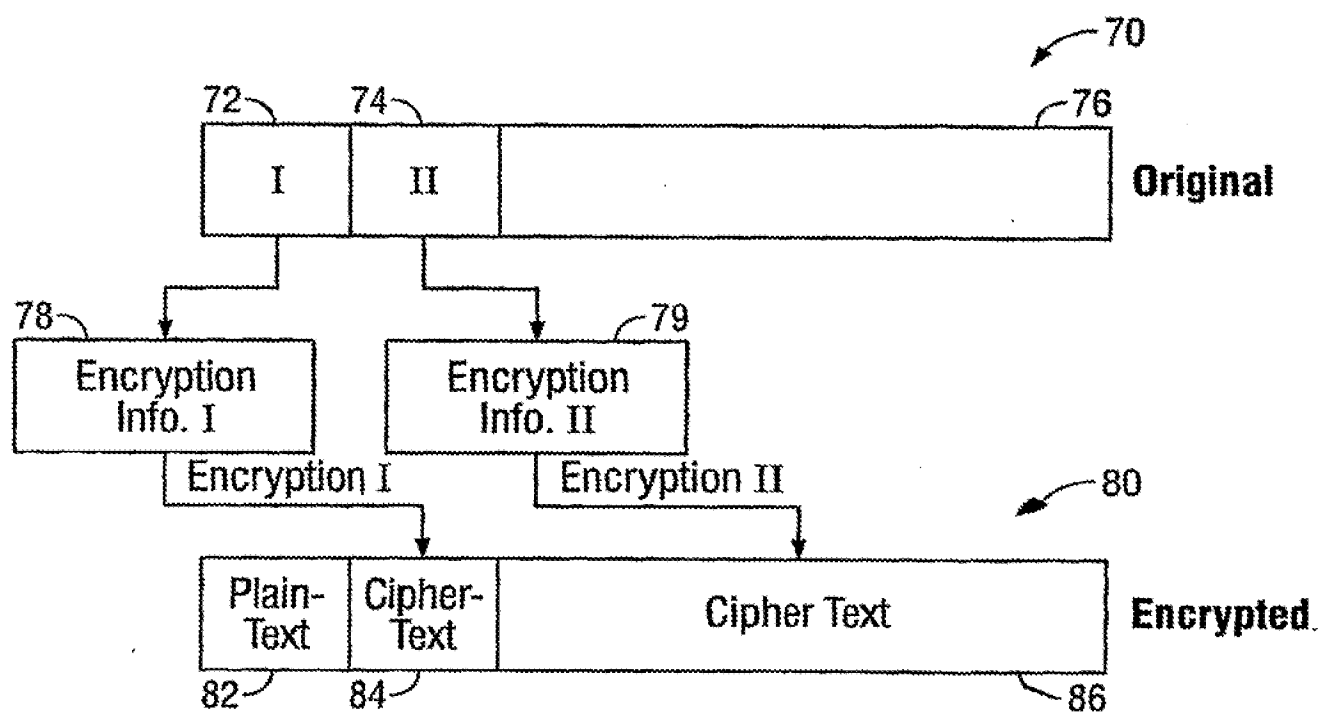 70
72 74 76
I II Original
78 79
Encryption Info. I
Encryption Info. II
Encryption I Encryption II
80
Plain-Text
Cipher-Text
Cipher Text
Encrypted
82 84 86